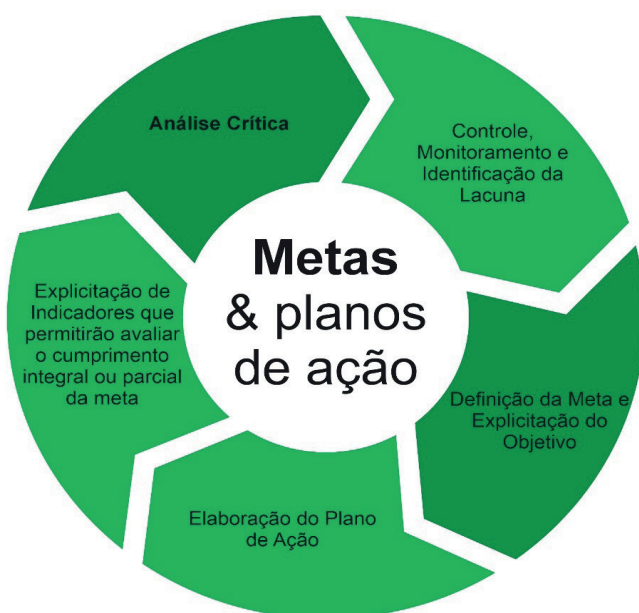 Análise Crítica
Controle,
Monitoramento e
Identificação da
Lacuna
Metas
& planos
de ação
Explicitação de
Indicadores que
permitirão avaliar
o cumprimento
integral ou parcial
da meta
Definição da Meta e
Explicitação do
Objetivo
Elaboração do Plano
de Ação